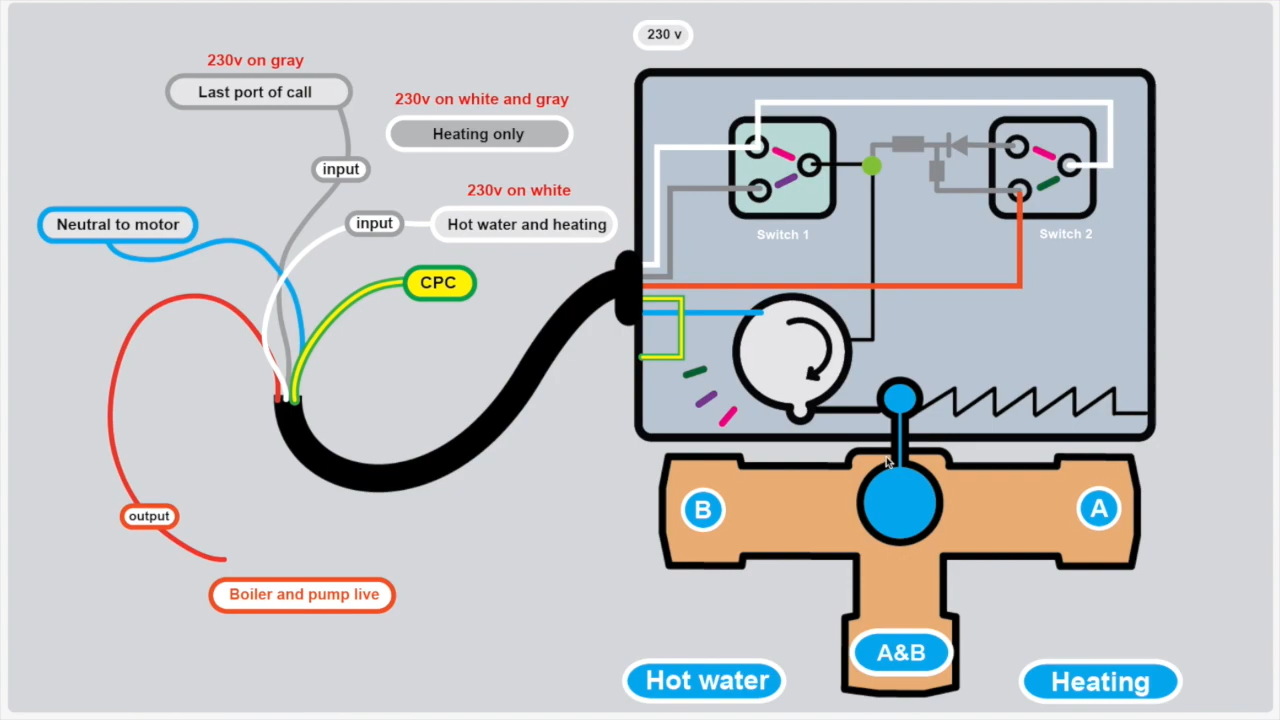 230 v
230v on gray
Last port of call
230v on white and gray
Heating only
input
230v on white
Neutral to motor
input
Hot water and heating
Switch 1
Switch 2
CPC
output
B
A
Boiler and pump live
A&B
Hot water
Heating